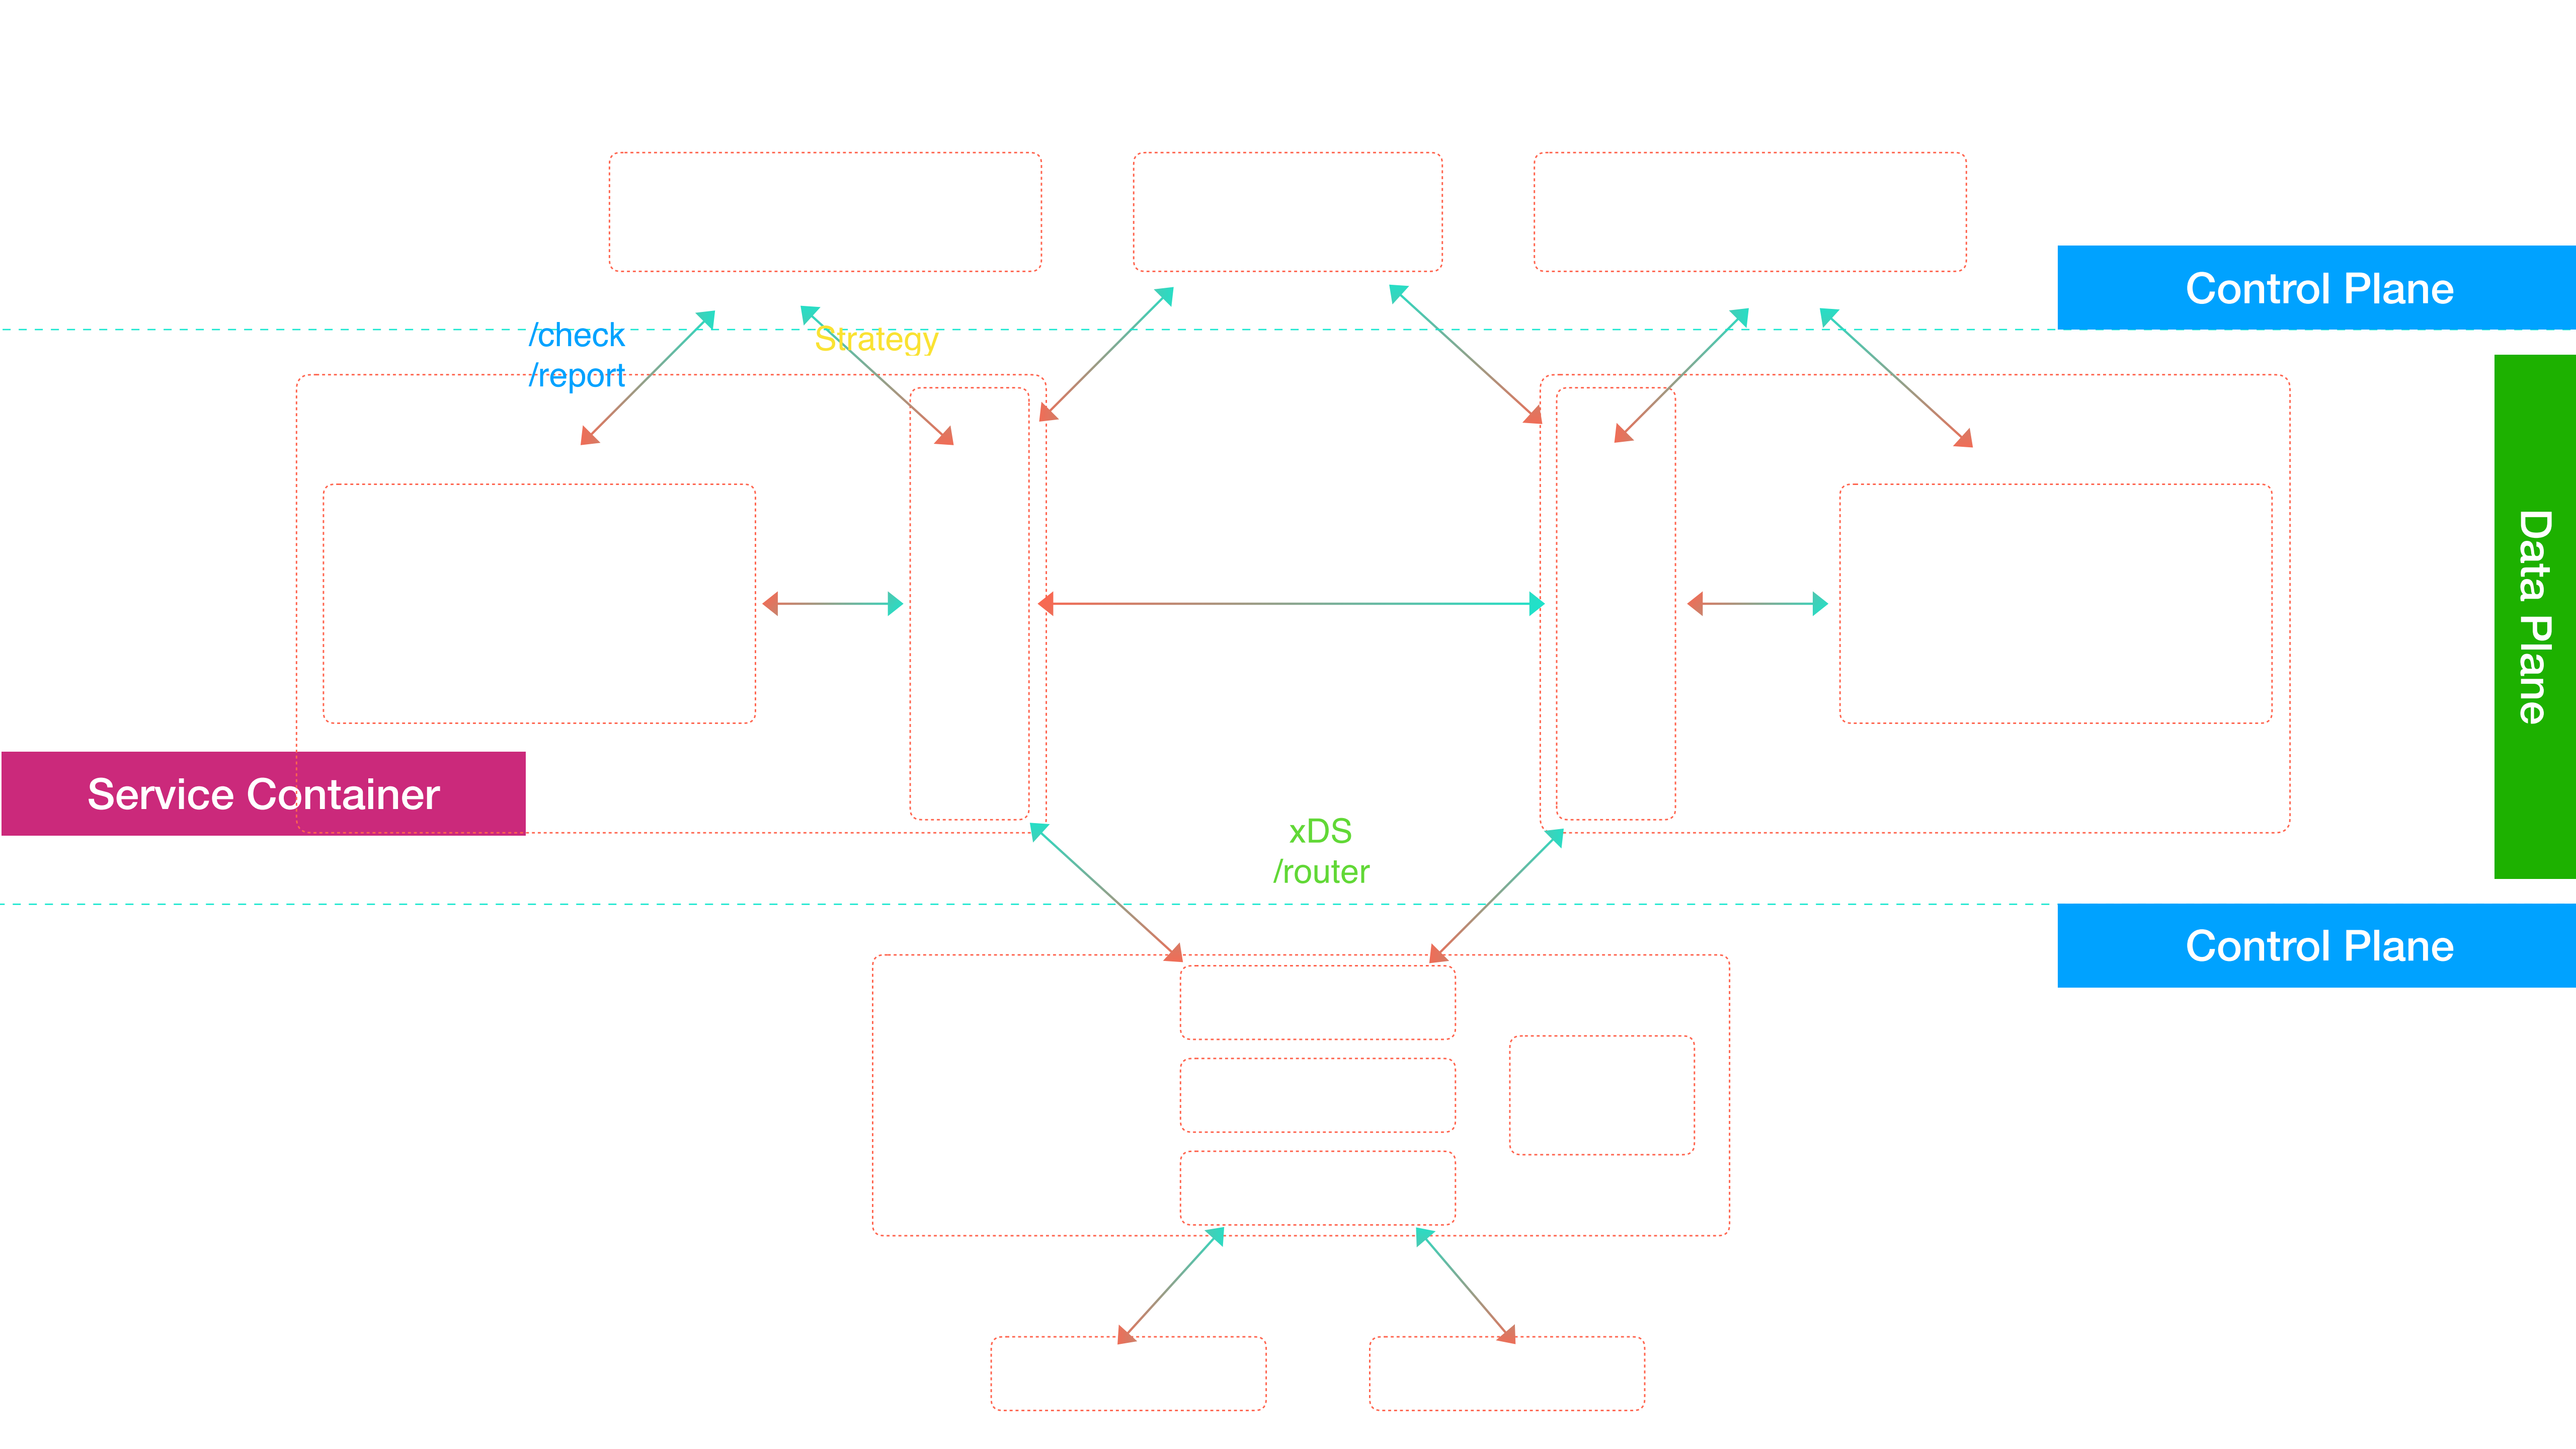 Control Plane
/check
/report
Strategy
Data Plane
Service Container
xDS
/router
Control Plane